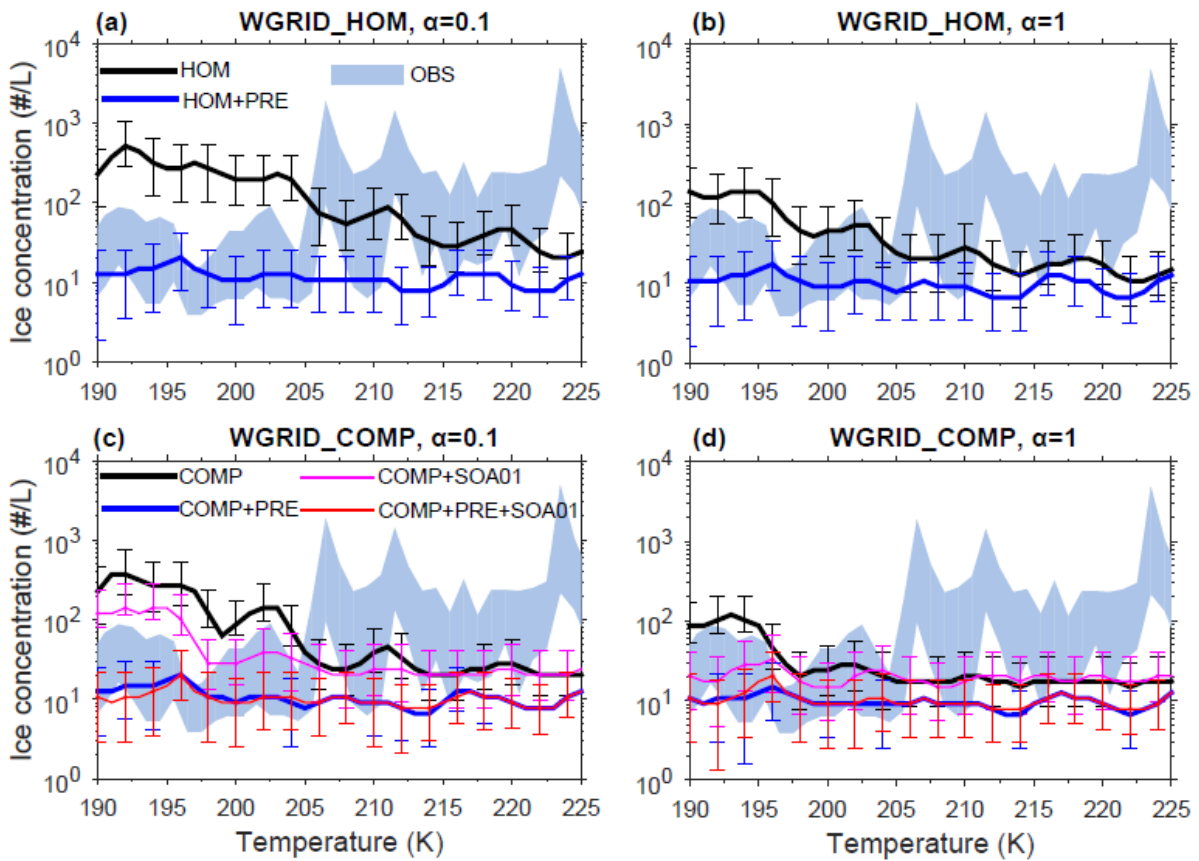 (a) WGRID_HOM, α=0.1
10^4
10^3
10^2
10^1
10^0
Ice concentration (#/L)
HOM
HOM+PRE
OBS
190 195 200 205 210 215 220 225
(b) WGRID_HOM, α=1
10^4
10^3
10^2
10^1
10^0
190 195 200 205 210 215 220 225
(c) WGRID_COMP, α=0.1
10^4
10^3
10^2
10^1
10^0
Ice concentration (#/L)
COMP
COMP+SOA01
COMP+PRE
COMP+PRE+SOA01
190 195 200 205 210 215 220 225
Temperature (K)
(d) WGRID_COMP, α=1
10^4
10^3
10^2
10^1
10^0
190 195 200 205 210 215 220 225
Temperature (K)